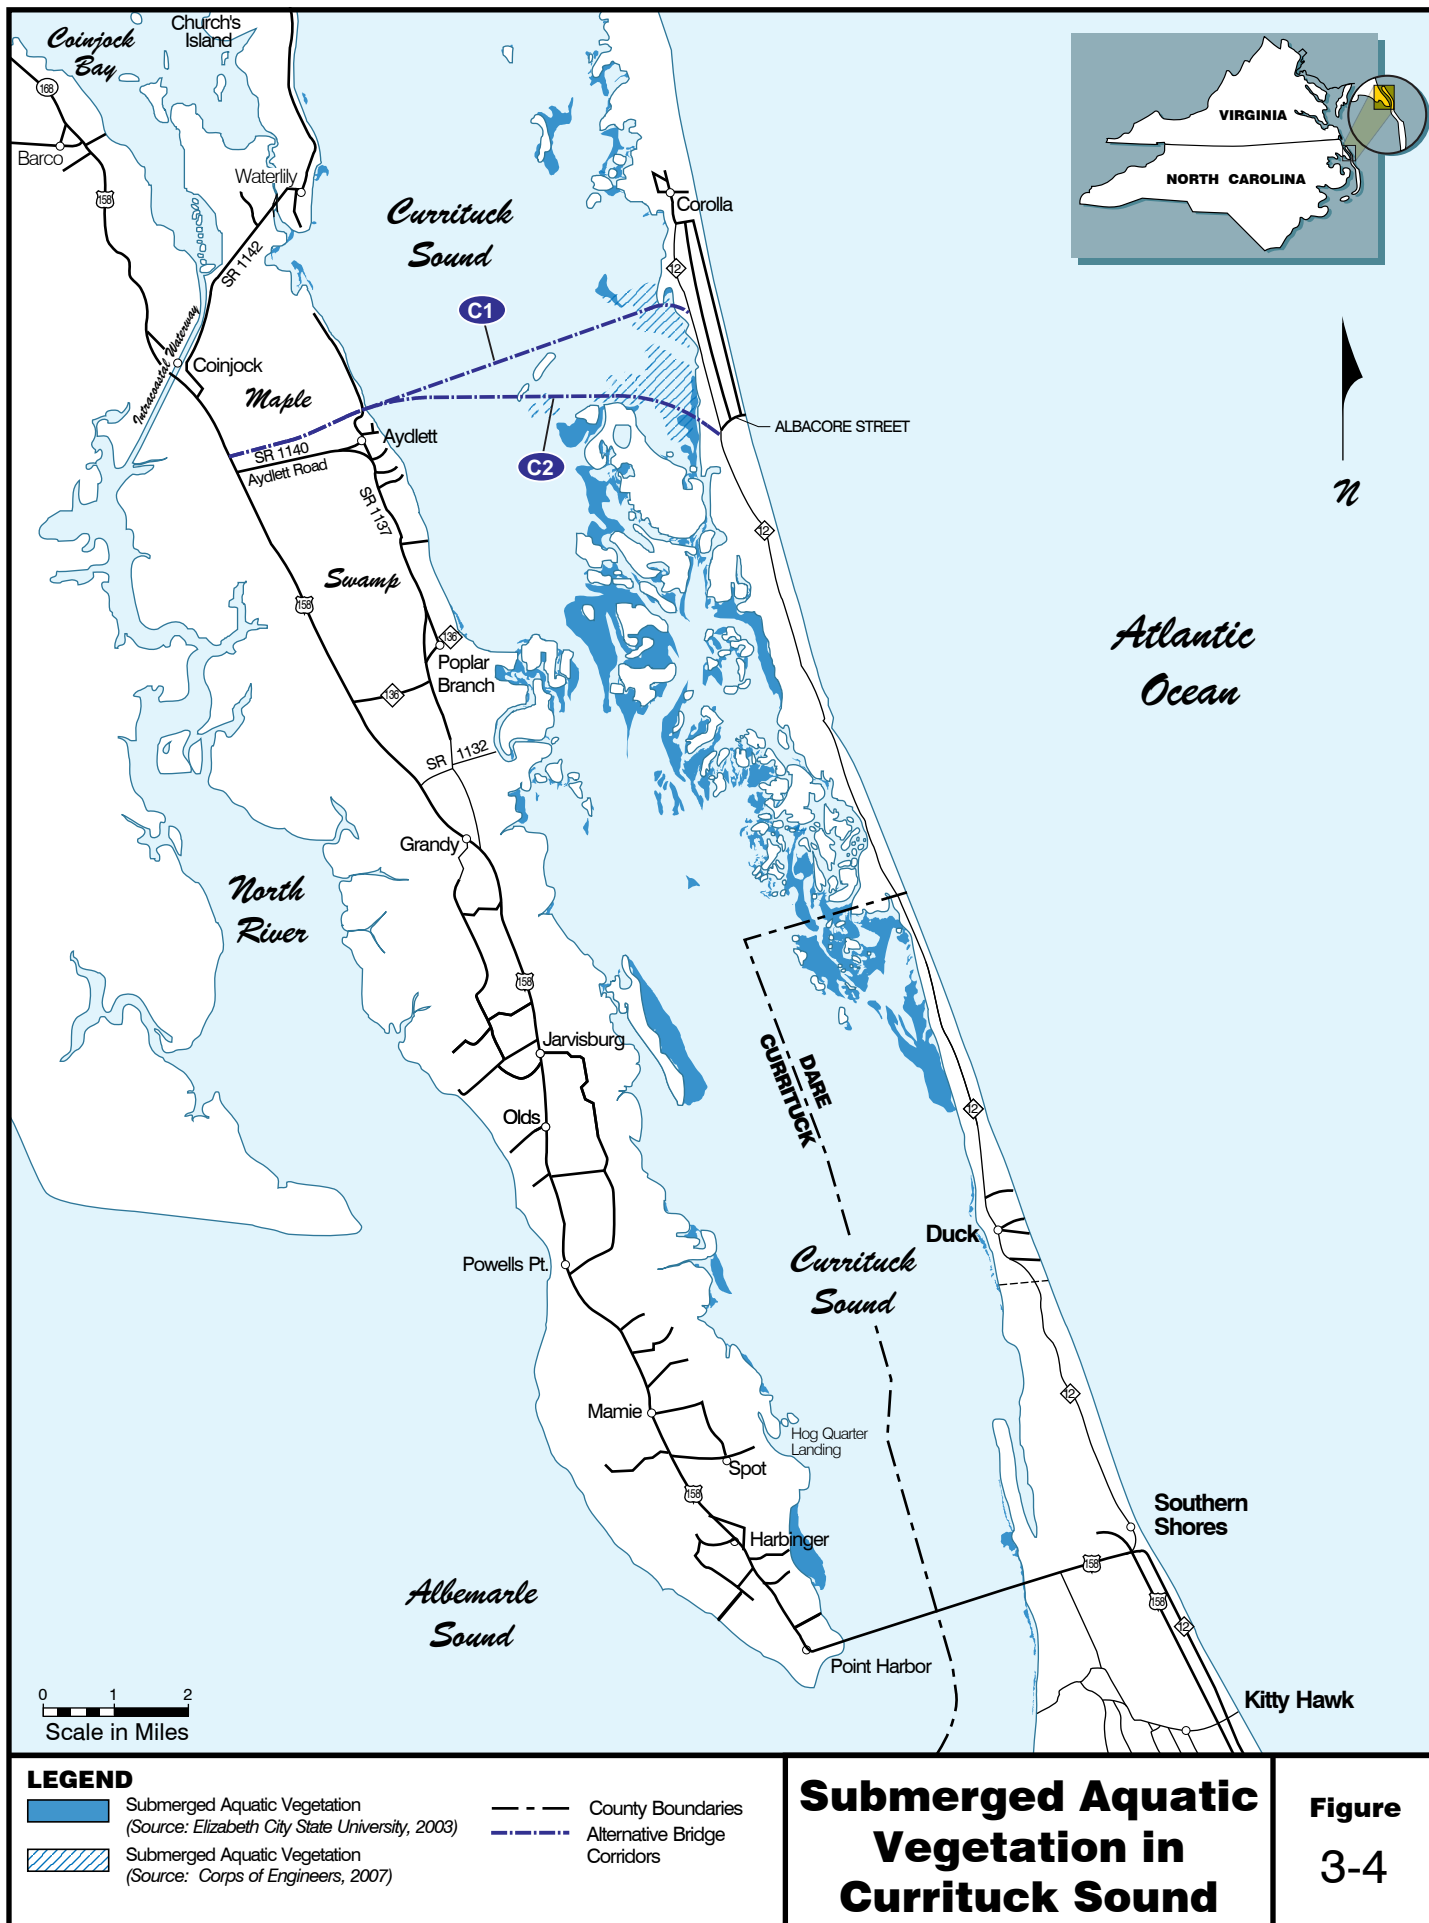 Coinjock
Bay
Church's
Island
168
Barco
158
Waterlily
SR 1142
Currituck
Sound
Corolla
12
C1
Intracoastal Waterway
Coinjock
Maple
C2
ALBACORE STREET
Aydlett
SR 1140
Aydlett Road
SR 1137
12
Swamp
158
136
Poplar
Branch
136
SR 1132
Atlantic
Ocean
VIRGINIA
NORTH CAROLINA
N
Grandy
North
River
158
Jarvisburg
DARE
CURRITUCK
Olds
12
Duck
Powells Pt.
Currituck
Sound
12
Mamie
Hog Quarter
Landing
Spot
158
Southern
Shores
Harbinger
158
158
12
Albemarle
Sound
Point Harbor
Kitty Hawk
0 1 2
Scale in Miles
LEGEND
Submerged Aquatic Vegetation
(Source: Elizabeth City State University, 2003)
Submerged Aquatic Vegetation
(Source: Corps of Engineers, 2007)
County Boundaries
Alternative Bridge
Corridors
Submerged Aquatic
Vegetation in
Currituck Sound
Figure
3-4